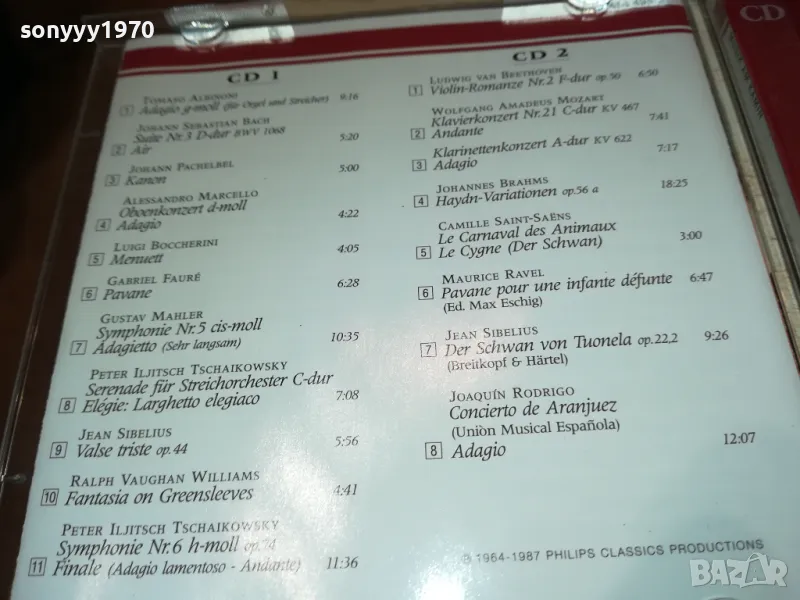 sonyyy1970
CD 1
TOMASO ALBINONI
1 Adagio g-moll (für Orgel und Streicher) 9:16
JOHANN SEBASTIAN BACH
Suite Nr.3 D-dur BWV 1068
2 Air 5:20
JOHANN PACHELBEL
3 Kanon 5:00
ALESSANDRO MARCELLO
Oboenkonzert d-moll
4 Adagio 4:22
LUIGI BOCCHERINI
5 Menuett 4:05
GABRIEL FAURÉ
6 Pavane 6:28
GUSTAV MAHLER
Symphonie Nr.5 cis-moll
7 Adagietto (Sehr langsam) 10:35
PETER ILJITSCH TSCHAIKOWSKY
Serenade für Streichorchester C-dur
8 Elégie: Larghetto elegiaco 7:08
JEAN SIBELIUS
9 Valse triste op.44 5:56
RALPH VAUGHAN WILLIAMS
10 Fantasia on Greensleeves 4:41
PETER ILJITSCH TSCHAIKOWSKY
Symphonie Nr.6 h-moll op.74
11 Finale (Adagio lamentoso - Andante) 11:36
CD 2
LUDWIG VAN BEETHOVEN
1 Violin-Romanze Nr.2 F-dur op.50 6:50
WOLFGANG AMADEUS MOZART
Klavierkonzert Nr.21 C-dur KV 467
2 Andante 7:41
Klarinettenkonzert A-dur KV 622
3 Adagio 7:17
JOHANNES BRAHMS
4 Haydn-Variationen op.56 a 18:25
CAMILLE SAINT-SAËNS
Le Carnaval des Animaux
5 Le Cygne (Der Schwan) 3:00
MAURICE RAVEL
6 Pavane pour une infante défunte 6:47
(Ed. Max Eschig)
JEAN SIBELIUS
7 Der Schwan von Tuonela op.22,2 9:26
(Breitkopf & Härtel)
JOAQUÍN RODRIGO
Concierto de Aranjuez
(Uniòn Musical Española)
8 Adagio 12:07
℗ 1964-1987 PHILIPS CLASSICS PRODUCTIONS
CD
BAZAR